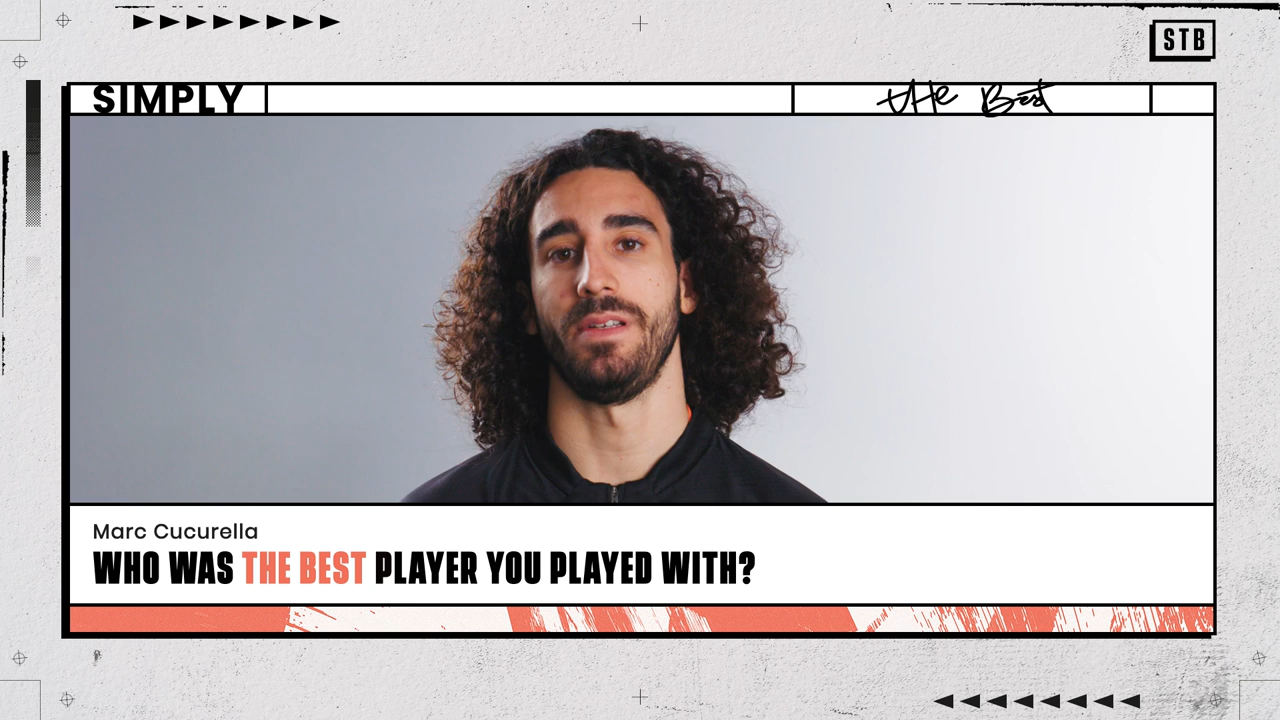 STB
SIMPLY
the Best
Marc Cucurella
WHO WAS THE BEST PLAYER YOU PLAYED WITH?